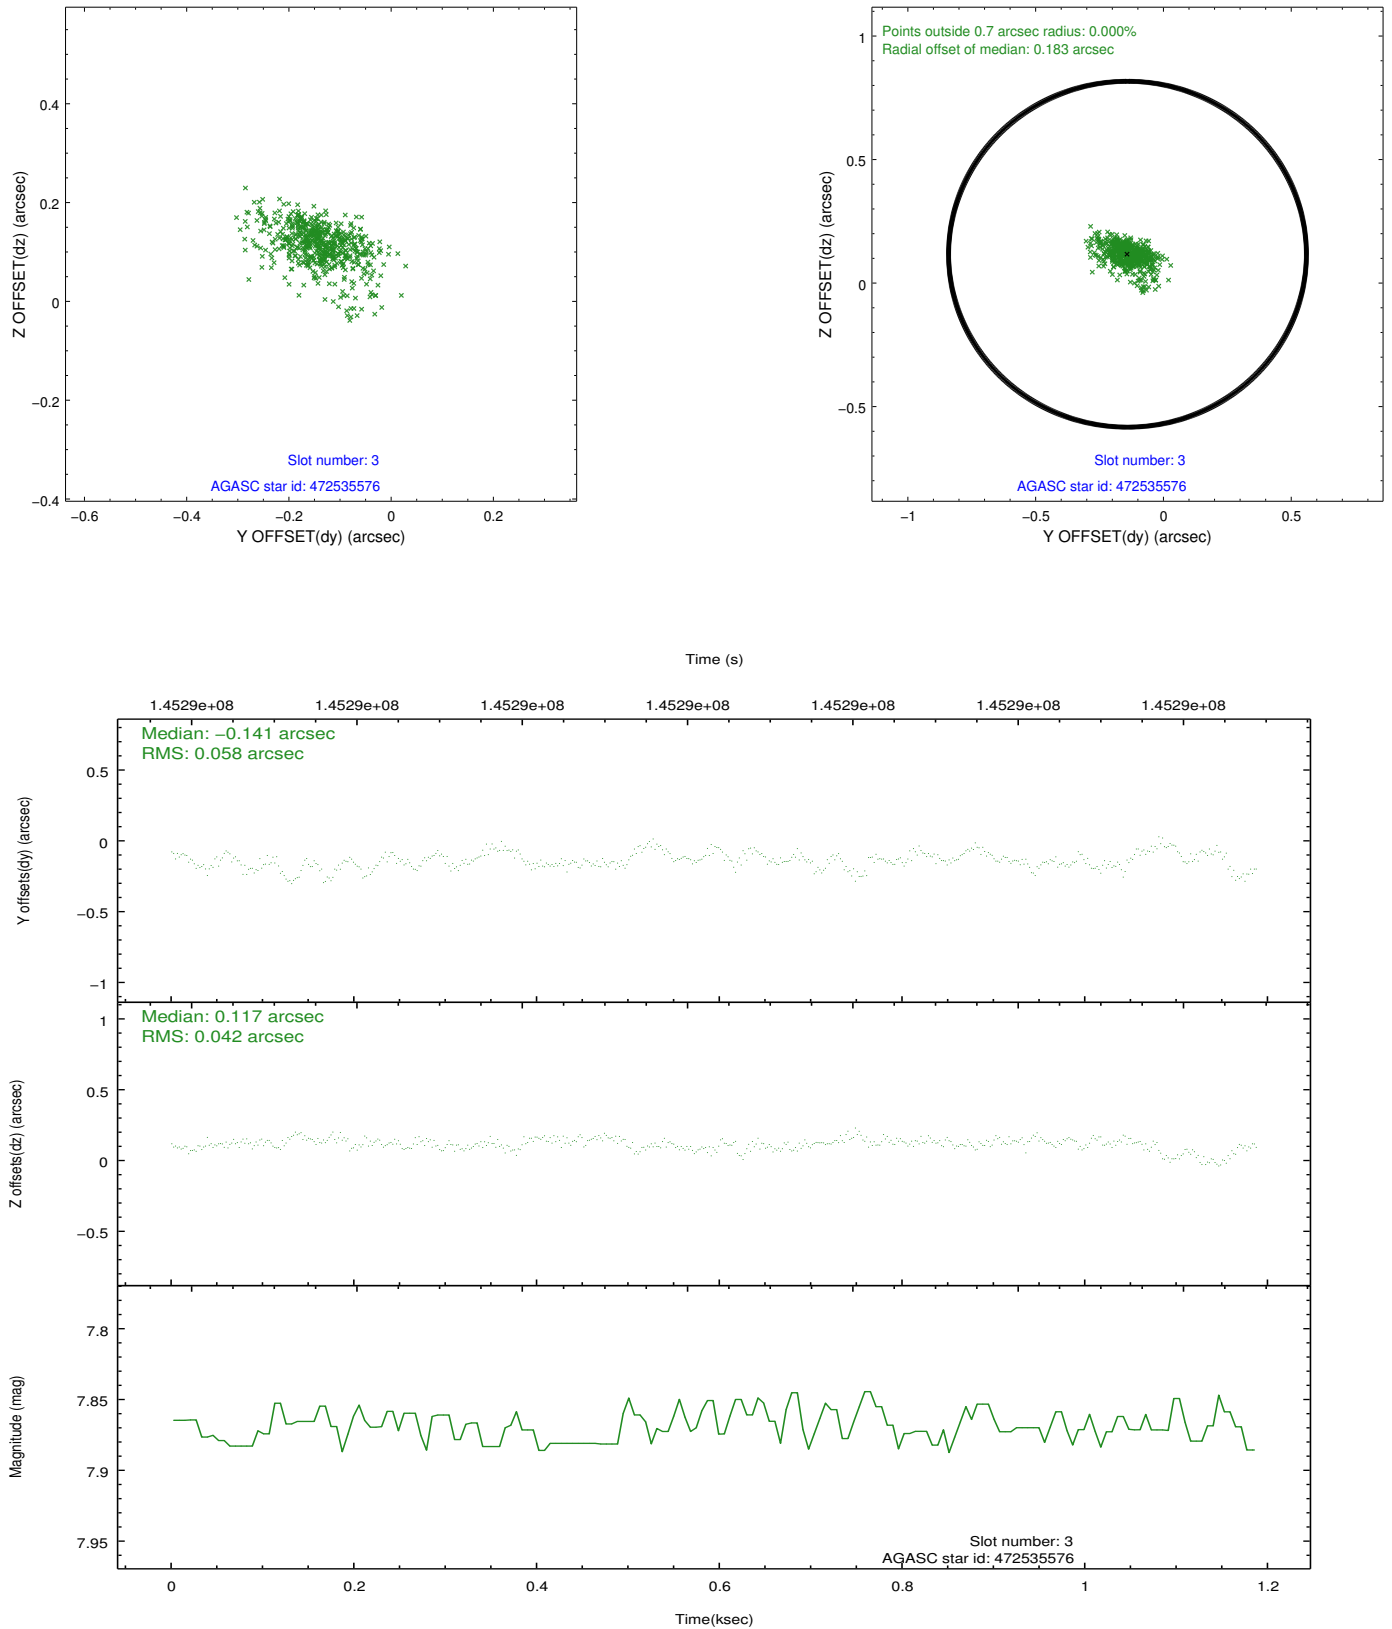 0.4
0.2
0
−0.2
−0.4
Z OFFSET(dz) (arcsec)
Slot number: 3
AGASC star id: 472535576
−0.6
−0.4
−0.2
0
0.2
Y OFFSET(dy) (arcsec)
Points outside 0.7 arcsec radius: 0.000%
Radial offset of median: 0.183 arcsec
1
0.5
0
−0.5
Z OFFSET(dz) (arcsec)
Slot number: 3
AGASC star id: 472535576
−1
−0.5
0
0.5
Y OFFSET(dy) (arcsec)
Time (s)
1.4529e+08 1.4529e+08 1.4529e+08 1.4529e+08 1.4529e+08 1.4529e+08 1.4529e+08
Median: −0.141 arcsec
RMS: 0.058 arcsec
0.5
0
−0.5
−1
Y offsets(dy) (arcsec)
Median: 0.117 arcsec
RMS: 0.042 arcsec
1
0.5
0
−0.5
Z offsets(dz) (arcsec)
7.8
7.85
7.9
7.95
Magnitude (mag)
Slot number: 3
AGASC star id: 472535576
0 0.2 0.4 0.6 0.8 1 1.2
Time(ksec)